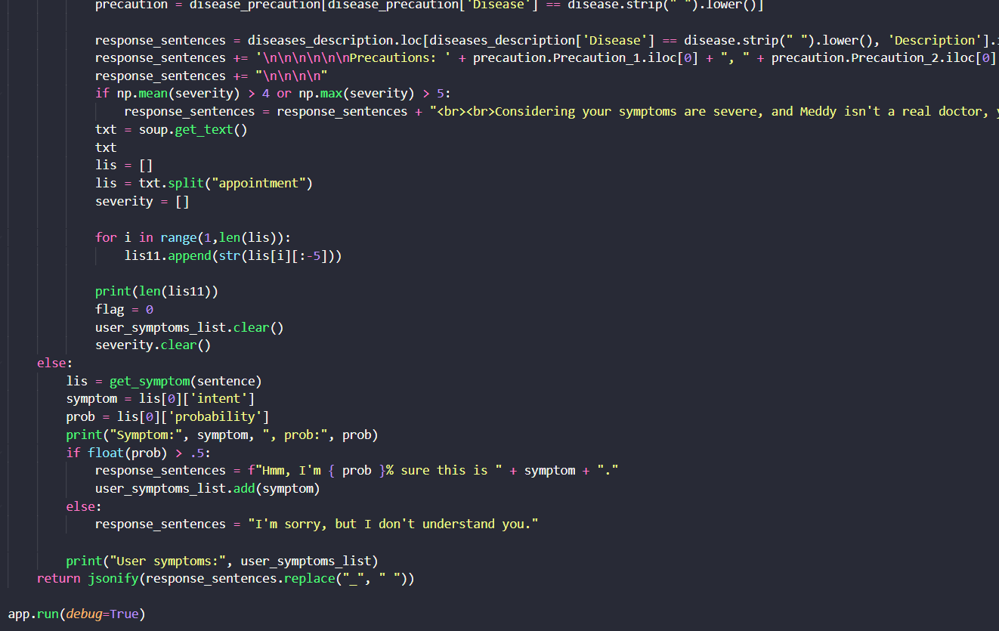 precaution = disease_precaution[disease_precaution['Disease'] == disease.strip(" ").lower()]
response_sentences = diseases_description.loc[diseases_description['Disease'] == disease.strip(" ").lower(), 'Description'].
response_sentences += '\n\n\n\n\n\nPrecautions: ' + precaution.Precaution_1.iloc[0] + ", " + precaution.Precaution_2.iloc[0]
response_sentences += "\n\n\n\n"
if np.mean(severity) > 4 or np.max(severity) > 5:
response_sentences = response_sentences + "<br><br>Considering your symptoms are severe, and Meddy isn't a real doctor,
txt = soup.get_text()
txt
lis = []
lis = txt.split("appointment")
severity = []
for i in range(1,len(lis)):
lis11.append(str(lis[i][:-5]))
print(len(lis11))
flag = 0
user_symptoms_list.clear()
severity.clear()
else:
lis = get_symptom(sentence)
symptom = lis[0]['intent']
prob = lis[0]['probability']
print("Symptom:", symptom, ", prob:", prob)
if float(prob) > .5:
response_sentences = f"Hmm, I'm { prob }% sure this is " + symptom + "."
user_symptoms_list.add(symptom)
else:
response_sentences = "I'm sorry, but I don't understand you."
print("User symptoms:", user_symptoms_list)
return jsonify(response_sentences.replace("_", " "))
app.run(debug=True)